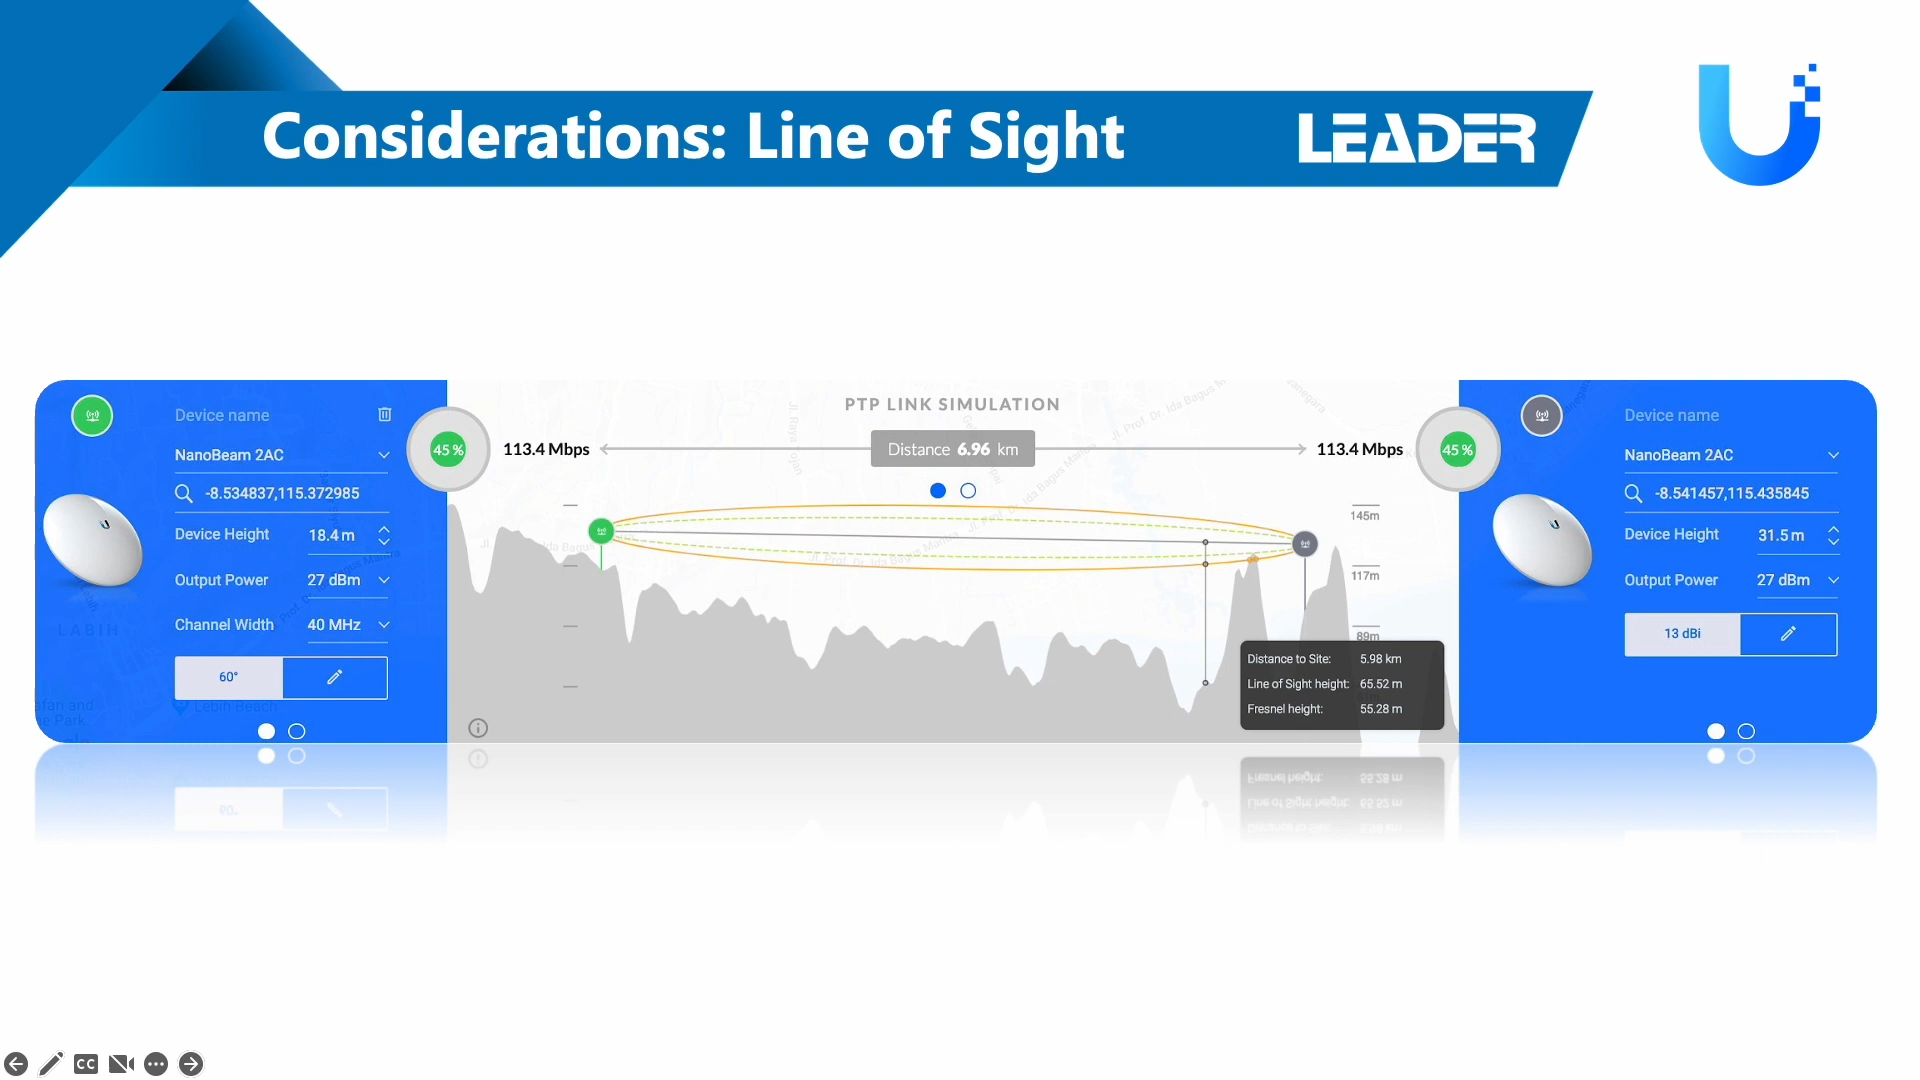 Considerations: Line of Sight
LEADER
Device name
NanoBeam 2AC
-8.534837,115.372985
Device Height 18.4 m
Output Power 27 dBm
Channel Width 40 MHz
60°
LABIH
Lebih Beach
45 %
113.4 Mbps
PTP LINK SIMULATION
Distance 6.96 km
113.4 Mbps
45 %
145m
117m
89m
Distance to Site: 5.98 km
Line of Sight height: 65.52 m
Fresnel height: 55.28 m
Device name
NanoBeam 2AC
-8.541457,115.435845
Device Height 31.5 m
Output Power 27 dBm
13 dBi
CC